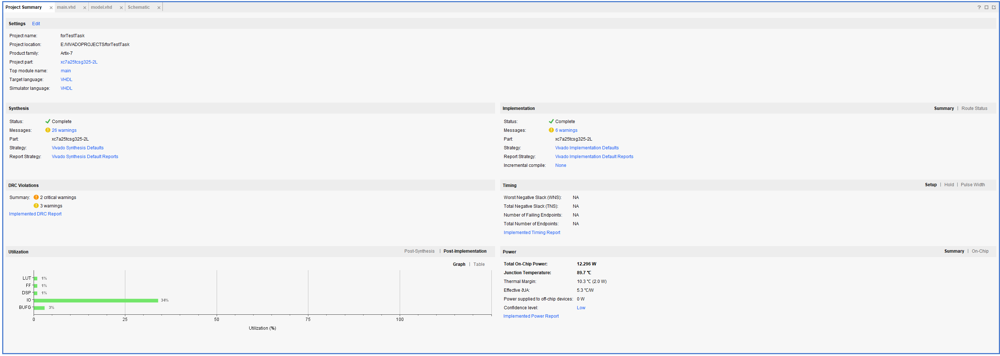 Project Summary × main.vhd × model.vhd × Schematic ×
?
Settings Edit
Project name: forTestTask
Project location: E:/VIVADOPROJECTS/forTestTask
Product family: Artix-7
Project part: xc7a25tcsg325-2L
Top module name: main
Target language: VHDL
Simulator language: VHDL
Synthesis
Status: Complete
Messages: 26 warnings
Part: xc7a25tcsg325-2L
Strategy: Vivado Synthesis Defaults
Report Strategy: Vivado Synthesis Default Reports
Implementation Summary | Route Status
Status: Complete
Messages: 6 warnings
Part: xc7a25tcsg325-2L
Strategy: Vivado Implementation Defaults
Report Strategy: Vivado Implementation Default Reports
Incremental compile: None
DRC Violations
Summary: 2 critical warnings
3 warnings
Implemented DRC Report
Timing Setup | Hold | Pulse Width
Worst Negative Slack (WNS): NA
Total Negative Slack (TNS): NA
Number of Failing Endpoints: NA
Total Number of Endpoints: NA
Implemented Timing Report
Utilization Post-Synthesis | Post-Implementation
Graph | Table
LUT 1%
FF 1%
DSP 1%
IO 34%
BUFG 3%
0 25 50 75 100
Utilization (%)
Power Summary | On-Chip
Total On-Chip Power: 12.296 W
Junction Temperature: 89.7 °C
Thermal Margin: 10.3 °C (2.0 W)
Effective ϑJA: 5.3 °C/W
Power supplied to off-chip devices: 0 W
Confidence level: Low
Implemented Power Report